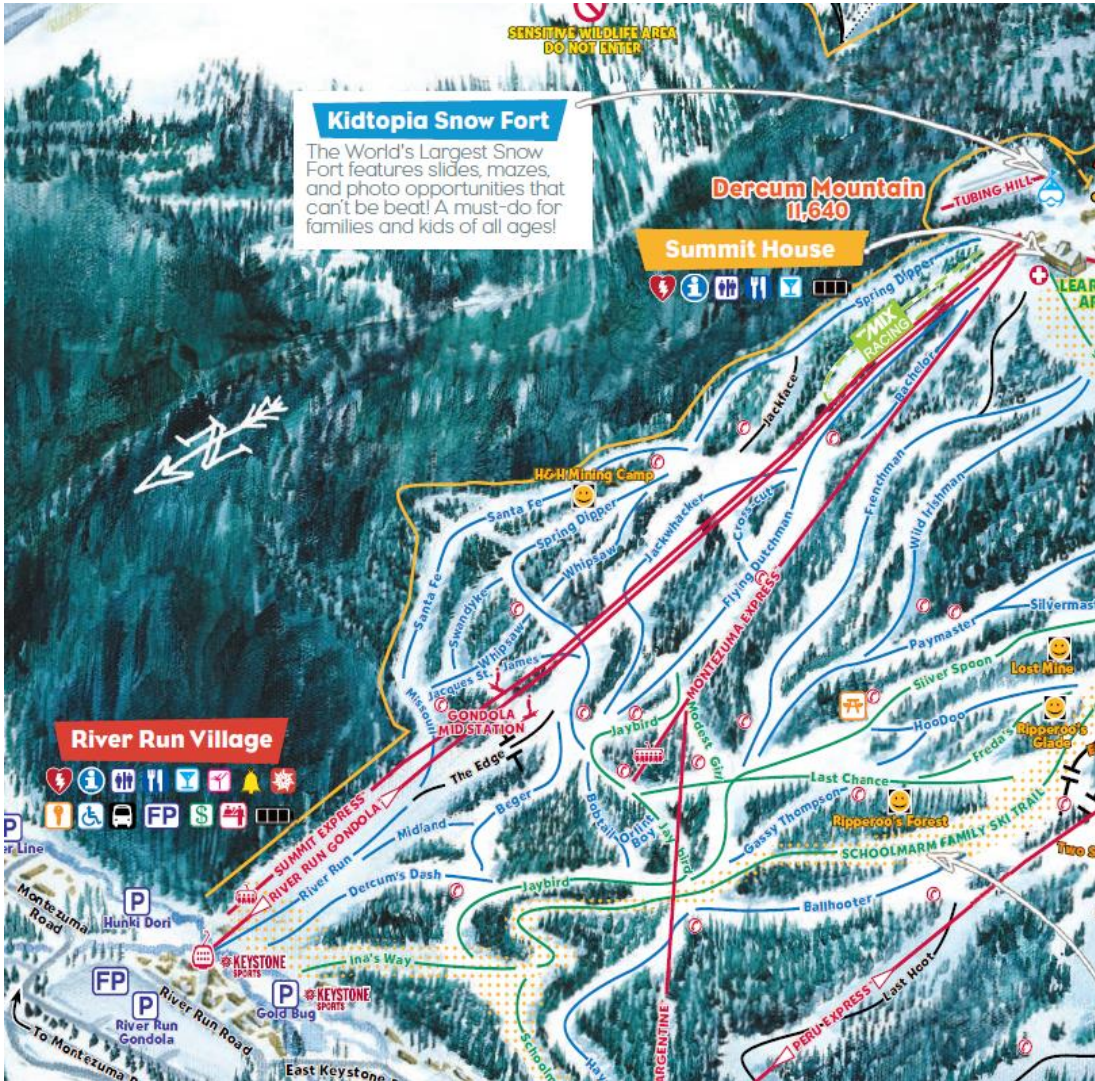 SENSITIVE WILDLIFE AREA
DO NOT ENTER
Kidtopia Snow Fort
The World's Largest Snow
Fort features slides, mazes,
and photo opportunities that
can't be beat! A must-do for
families and kids of all ages!
Dercum Mountain
11,640
TUBING HILL
Summit House
Spring Dipper
NASTAR
RACING
Bachelor
Jackface
H&H Mining Camp
Santa Fe
Spring Dipper
Jackwhacker
Cross-cut
Frenchman
Wild Irishman
Whipsaw
Flying Dutchman
Santa Fe
Swandyke
Whipsaw
MONTEZUMA EXPRESS
Paymaster
Silver Spoon
Lost Mine
Jacques St. James
Missouri
GONDOLA
MID STATION
Jaybird
Modest Girl
HooDoo
Freda's
Ripperoo's
Glade
River Run Village
FP
$
The Edge
Last Chance
SUMMIT EXPRESS
RIVER RUN GONDOLA
Midland
Beger
Bobtail
Orfint
Boy
Jaybird
Gassy Thompson
Ripperoo's Forest
SCHOOLMARM FAMILY SKI TRAIL
P
Montezuma
Road
P
Hunki Dori
River Run
Dercum's Dash
Jaybird
Ballhooter
KEYSTONE
SPORTS
Ina's Way
FP
P
River Run
Gondola
River Run Road
P
Gold Bug
KEYSTONE
SPORTS
Last Hoot
PERU EXPRESS
ARGENTINE
To Montezuma
East Keystone